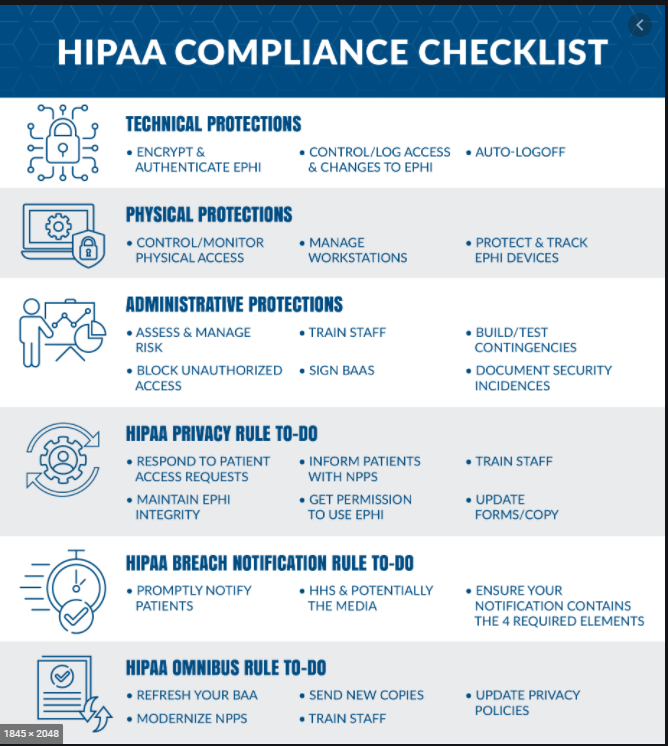 HIPAA COMPLIANCE CHECKLIST
TECHNICAL PROTECTIONS
• ENCRYPT &
AUTHENTICATE EPHI
• CONTROL/LOG ACCESS
& CHANGES TO EPHI
• AUTO-LOGOFF
PHYSICAL PROTECTIONS
• CONTROL/MONITOR
PHYSICAL ACCESS
• MANAGE
WORKSTATIONS
• PROTECT & TRACK
EPHI DEVICES
ADMINISTRATIVE PROTECTIONS
• ASSESS & MANAGE
RISK
• TRAIN STAFF
• BUILD/TEST
CONTINGENCIES
• BLOCK UNAUTHORIZED
ACCESS
• SIGN BAAS
• DOCUMENT SECURITY
INCIDENCES
HIPAA PRIVACY RULE TO-DO
• RESPOND TO PATIENT
ACCESS REQUESTS
• INFORM PATIENTS
WITH NPPS
• TRAIN STAFF
• MAINTAIN EPHI
INTEGRITY
• GET PERMISSION
TO USE EPHI
• UPDATE
FORMS/COPY
HIPAA BREACH NOTIFICATION RULE TO-DO
• PROMPTLY NOTIFY
PATIENTS
• HHS & POTENTIALLY
THE MEDIA
• ENSURE YOUR
NOTIFICATION CONTAINS
THE 4 REQUIRED ELEMENTS
HIPAA OMNIBUS RULE TO-DO
• REFRESH YOUR BAA
• SEND NEW COPIES
• UPDATE PRIVACY
POLICIES
• MODERNIZE NPPS
• TRAIN STAFF
1845 × 2048